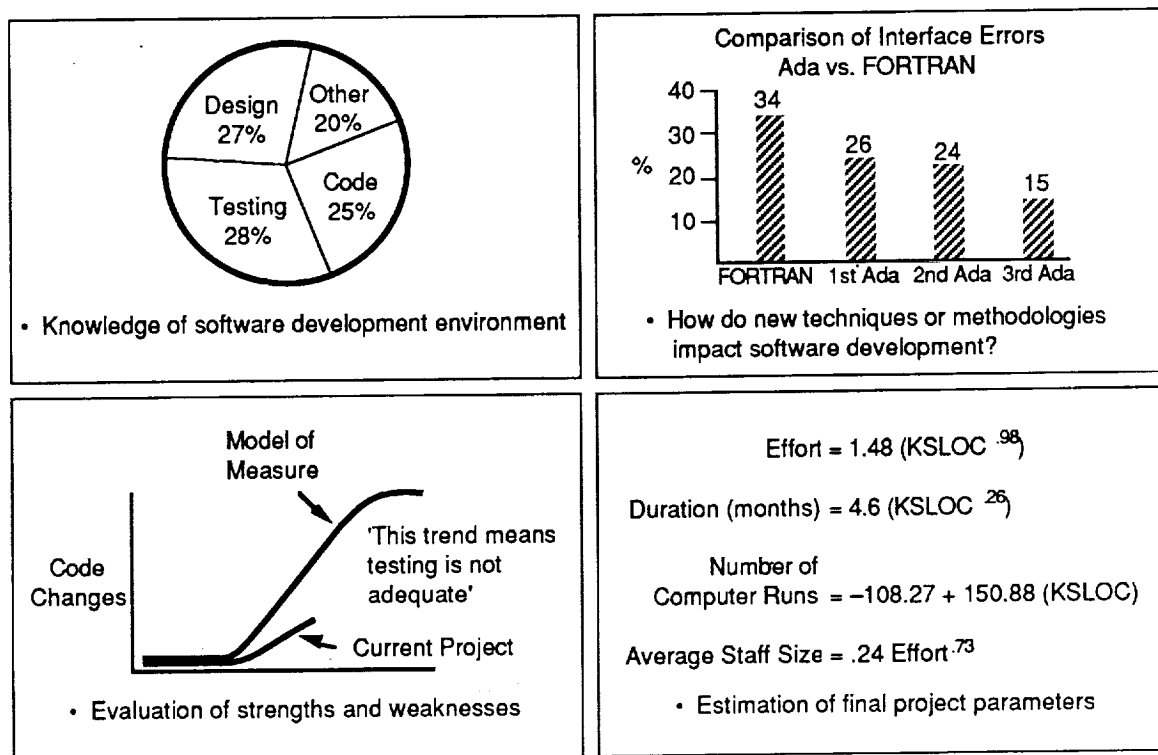 Design
27%
Other
20%
Code
25%
Testing
28%
• Knowledge of software development environment
Comparison of Interface Errors
Ada vs. FORTRAN
40
30
%
20
10
34
26
24
15
FORTRAN 1st Ada 2nd Ada 3rd Ada
• How do new techniques or methodologies
impact software development?
Model of
Measure
Code
Changes
'This trend means
testing is not
adequate'
Current Project
• Evaluation of strengths and weaknesses
Effort = 1.48 (KSLOC .98)
Duration (months) = 4.6 (KSLOC .26)
Number of
Computer Runs = –108.27 + 150.88 (KSLOC)
Average Staff Size = .24 Effort.73
• Estimation of final project parameters